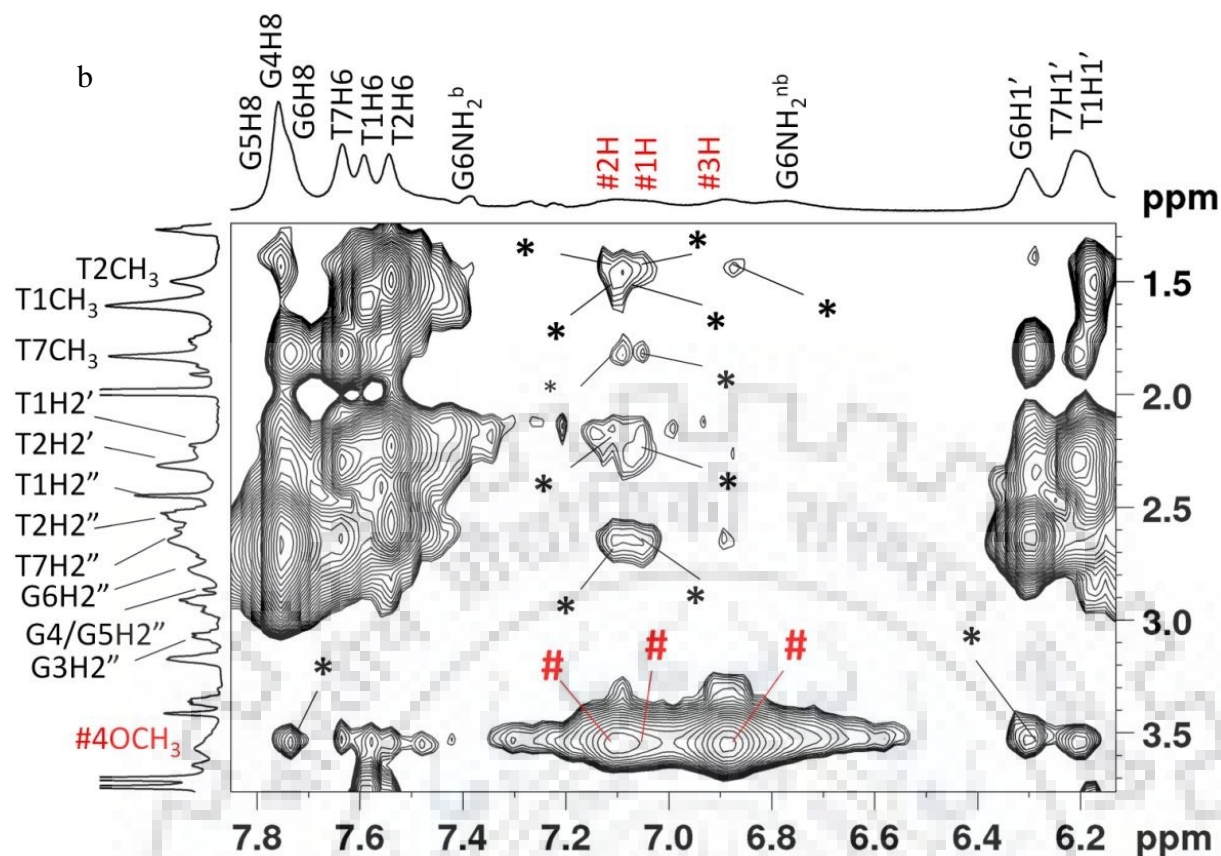 b
G5H8
G4H8
G6H8
T7H6
T1H6
T2H6
G6NH₂ᵇ
#2H
#1H
#3H
G6NH₂ⁿᵇ
G6H1’
T7H1’
T1H1’
ppm
T2CH₃
T1CH₃
T7CH₃
T1H2’
T2H2’
T1H2”
T2H2”
T7H2”
G6H2”
G4/G5H2”
G3H2”
#4OCH₃
* *
* * *
* *
* *
* * *
*
# # #
1.5
2.0
2.5
3.0
3.5
7.8 7.6 7.4 7.2 7.0 6.8 6.6 6.4 6.2 ppm